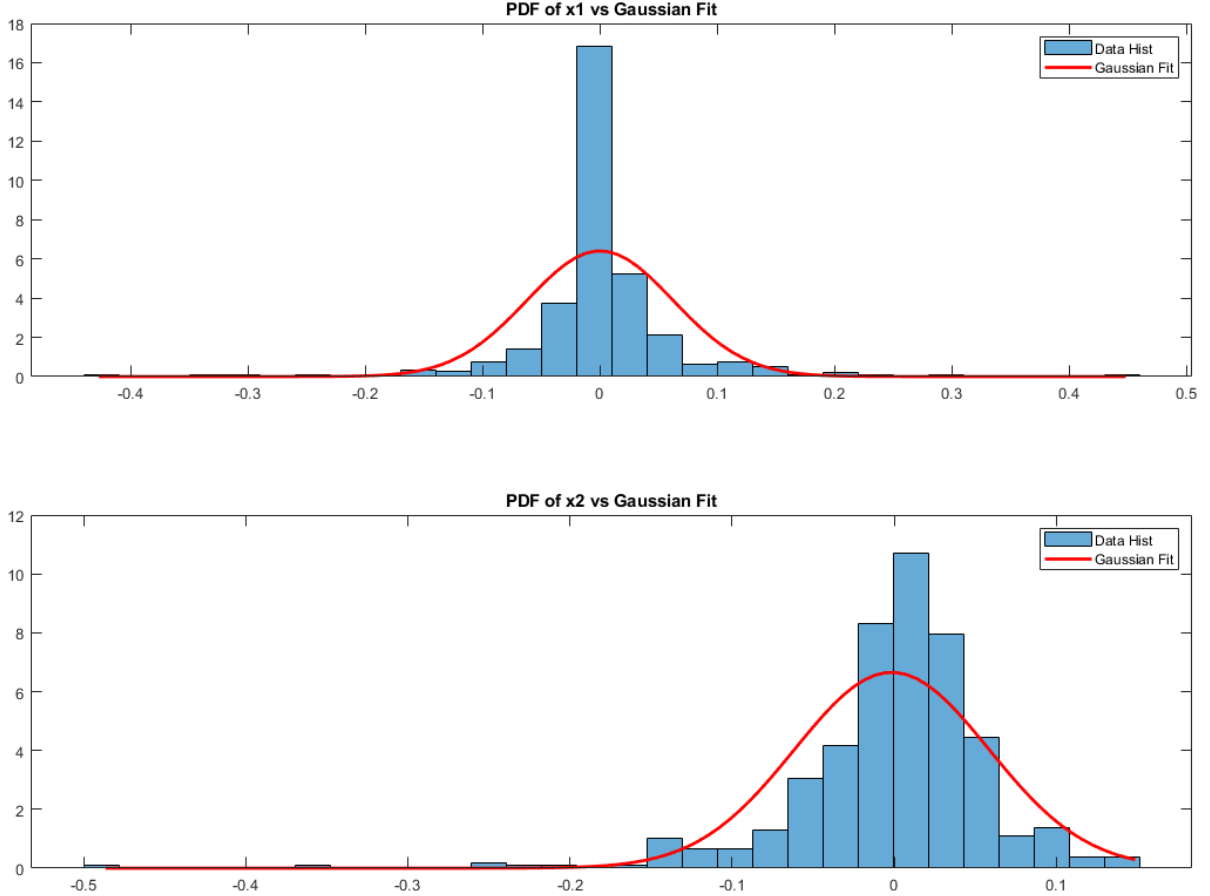 PDF of x1 vs Gaussian Fit
18
16
14
12
10
8
6
4
2
0
Data Hist
Gaussian Fit
-0.4 -0.3 -0.2 -0.1 0 0.1 0.2 0.3 0.4 0.5
PDF of x2 vs Gaussian Fit
12
10
8
6
4
2
0
Data Hist
Gaussian Fit
-0.5 -0.4 -0.3 -0.2 -0.1 0 0.1